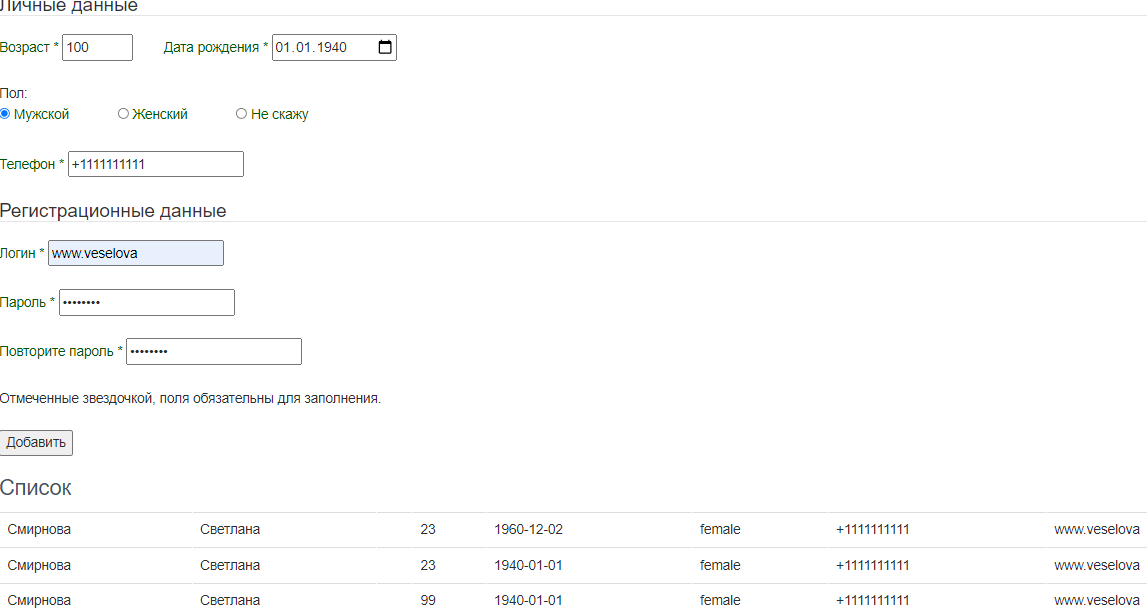 Личные данные
Возраст * 100 Дата рождения * 01.01.1940
Пол:
Мужской Женский Не скажу
Телефон * +1111111111
Регистрационные данные
Логин * www.veselova
Пароль * ••••••••
Повторите пароль * ••••••••
Отмеченные звездочкой, поля обязательны для заполнения.
Добавить
Список
Смирнова Светлана 23 1960-12-02 female +1111111111 www.veselova
Смирнова Светлана 23 1940-01-01 female +1111111111 www.veselova
Смирнова Светлана 99 1940-01-01 female +1111111111 www.veselova